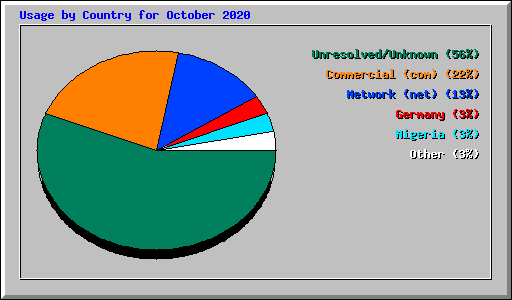 Usage by Country for October 2020
Unresolved/Unknown (56%)
Commercial (com) (22%)
Network (net) (13%)
Germany (3%)
Nigeria (3%)
Other (3%)